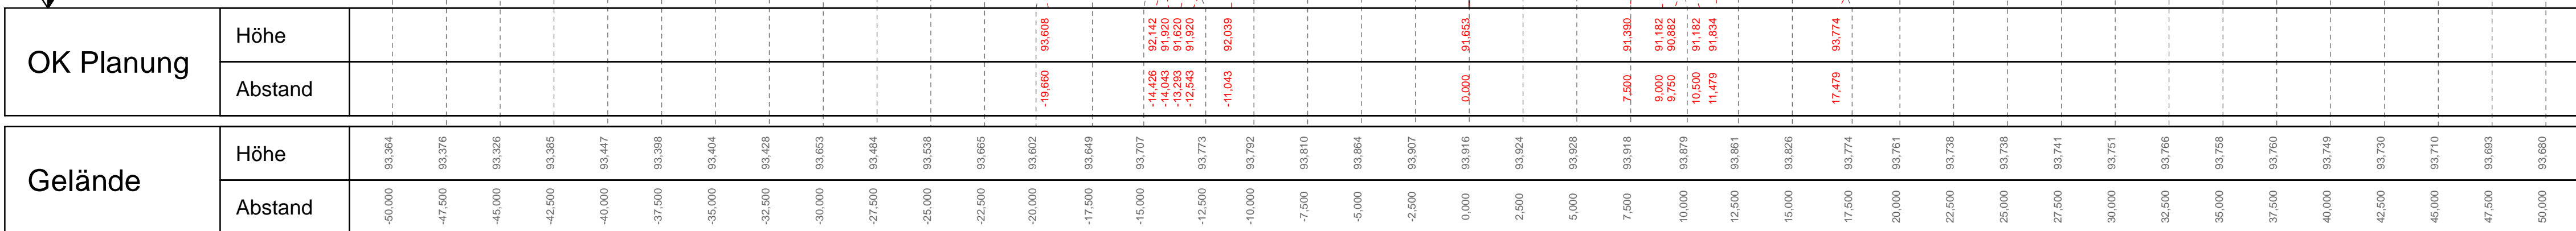 OK Planung
Höhe 93,608 92,142 91,920 91,620 91,920 92,039 91,653 91,390 91,182 90,882 91,182 91,834 93,774
Abstand -19,660 -14,426 -14,043 -13,293 -12,543 -11,043 0,000 7,500 9,000 9,750 10,500 11,479 17,479
Gelände
Höhe 93,364 93,376 93,326 93,385 93,447 93,398 93,404 93,428 93,653 93,484 93,538 93,665 93,602 93,649 93,707 93,773 93,792 93,810 93,864 93,907 93,916 93,924 93,928 93,918 93,879 93,861 93,826 93,774 93,761 93,738 93,738 93,741 93,751 93,766 93,758 93,760 93,749 93,730 93,710 93,693 93,680
Abstand -50,000 -47,500 -45,000 -42,500 -40,000 -37,500 -35,000 -32,500 -30,000 -27,500 -25,000 -22,500 -20,000 -17,500 -15,000 -12,500 -10,000 -7,500 -5,000 -2,500 0,000 2,500 5,000 7,500 10,000 12,500 15,000 17,500 20,000 22,500 25,000 27,500 30,000 32,500 35,000 37,500 40,000 42,500 45,000 47,500 50,000